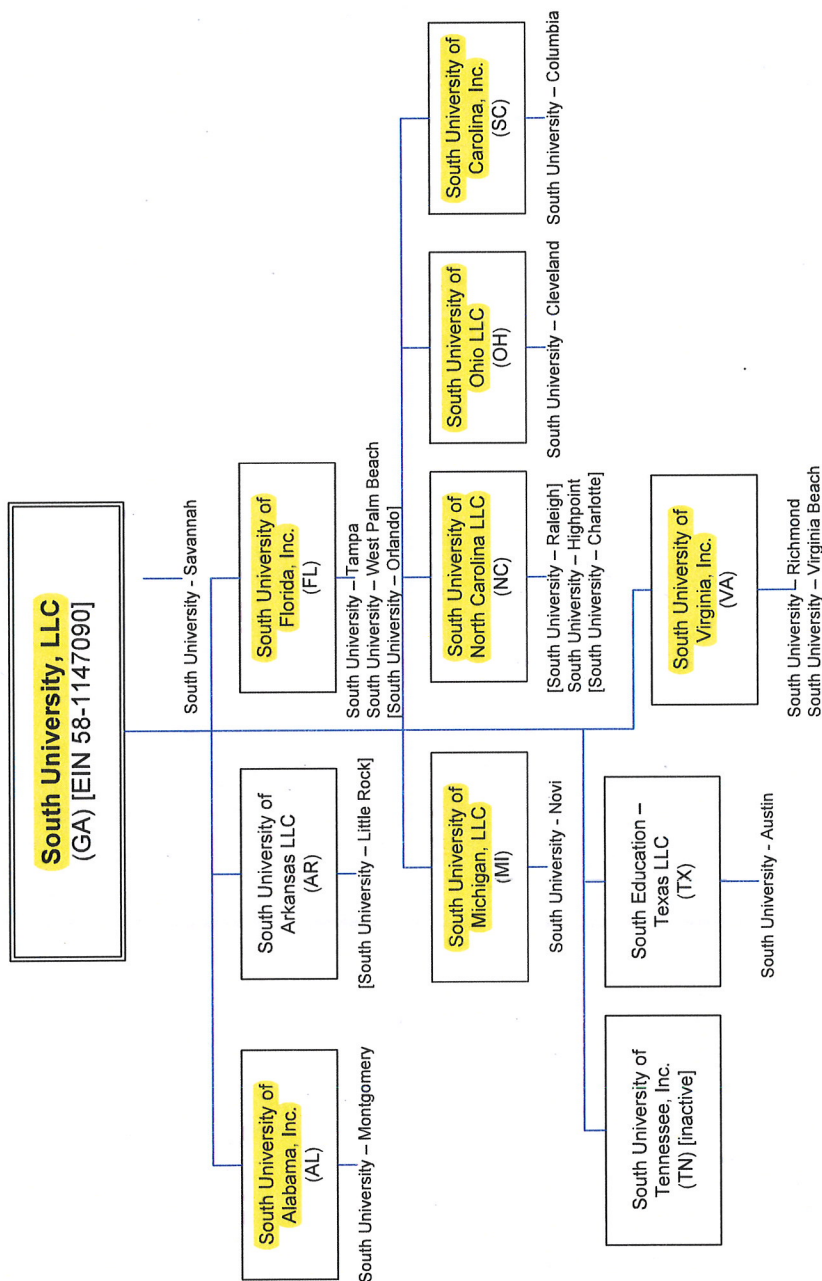 South University, LLC
(GA) [EIN 58-1147090]
South University - Savannah
South University of
Alabama, Inc.
(AL)
South University – Montgomery
South University of
Arkansas LLC
(AR)
[South University – Little Rock]
South University of
Florida, Inc.
(FL)
South University – Tampa
South University – West Palm Beach
[South University – Orlando]
South University of
Michigan, LLC
(MI)
South University - Novi
South University of
North Carolina LLC
(NC)
[South University – Raleigh]
South University – Highpoint
[South University – Charlotte]
South University of
Ohio LLC
(OH)
South University – Cleveland
South University of
Carolina, Inc.
(SC)
South University – Columbia
South University of
Tennessee, Inc.
(TN) [inactive]
South Education –
Texas LLC
(TX)
South University - Austin
South University of
Virginia, Inc.
(VA)
South University – Richmond
South University – Virginia Beach